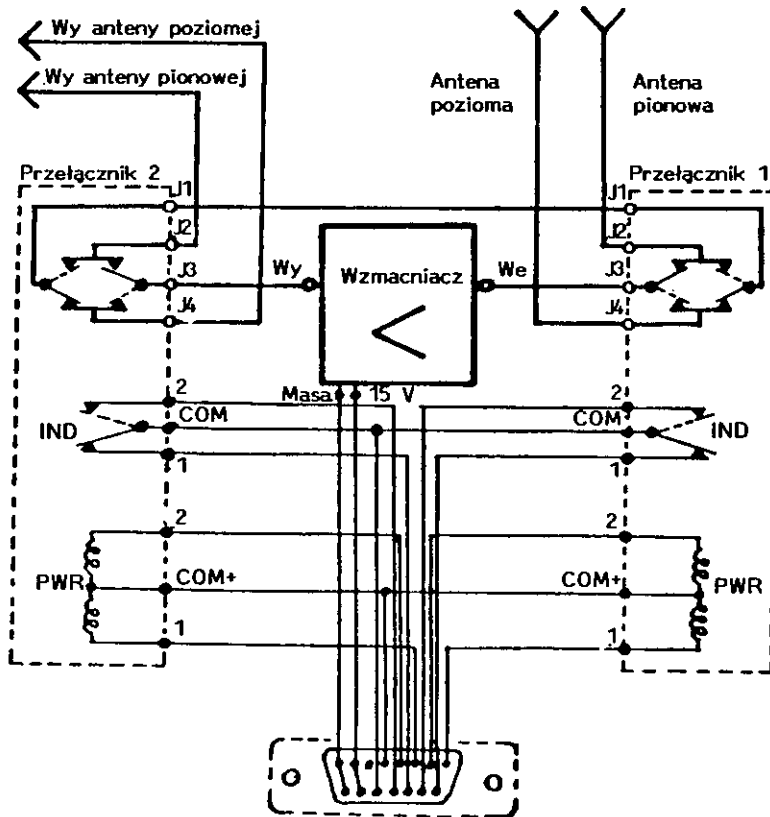 Wy anteny poziomej
Wy anteny pionowej
Antena
pozioma
Antena
pionowa
Przełącznik 2
Przełącznik 1
J1
J2
J3
J4
Wy
Wzmacniacz
We
J1
J2
J3
J4
Masa
15 V
2
COM
IND
1
2
COM
IND
1
2
PWR
COM+
1
2
COM+
PWR
1